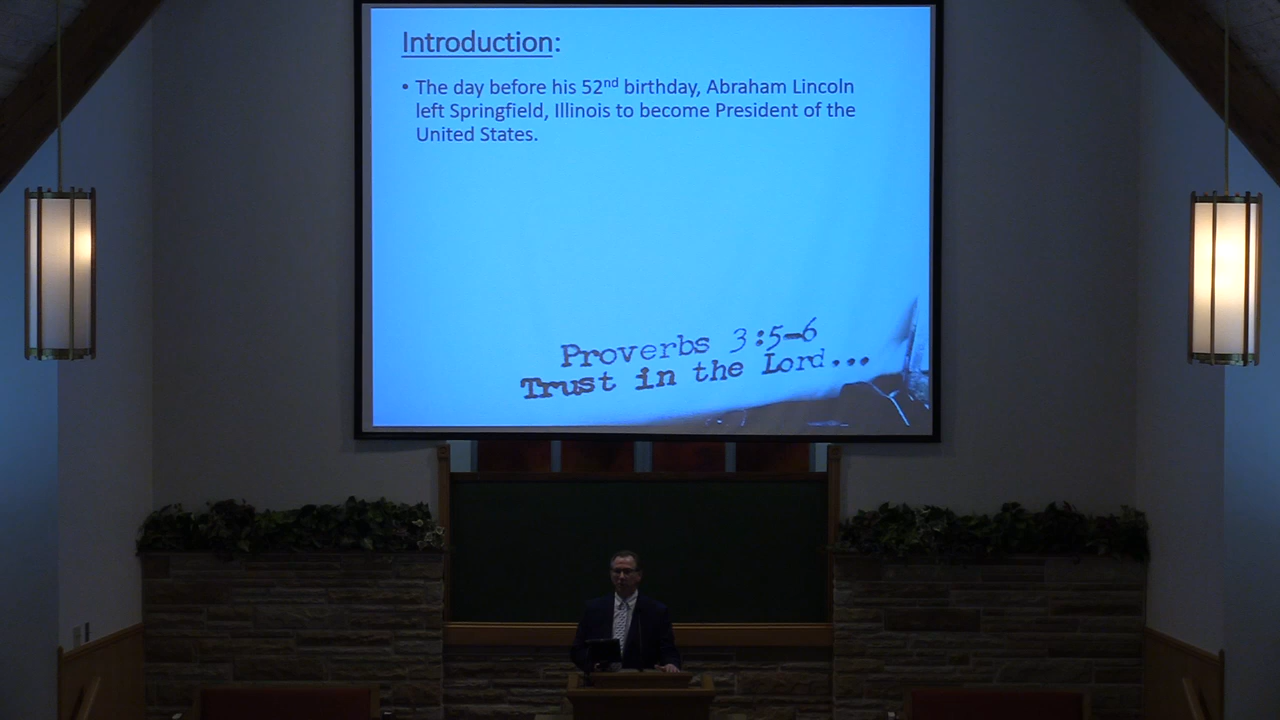 Introduction:
• The day before his 52nd birthday, Abraham Lincoln
left Springfield, Illinois to become President of the
United States.
Proverbs 3:5-6
Trust in the Lord...